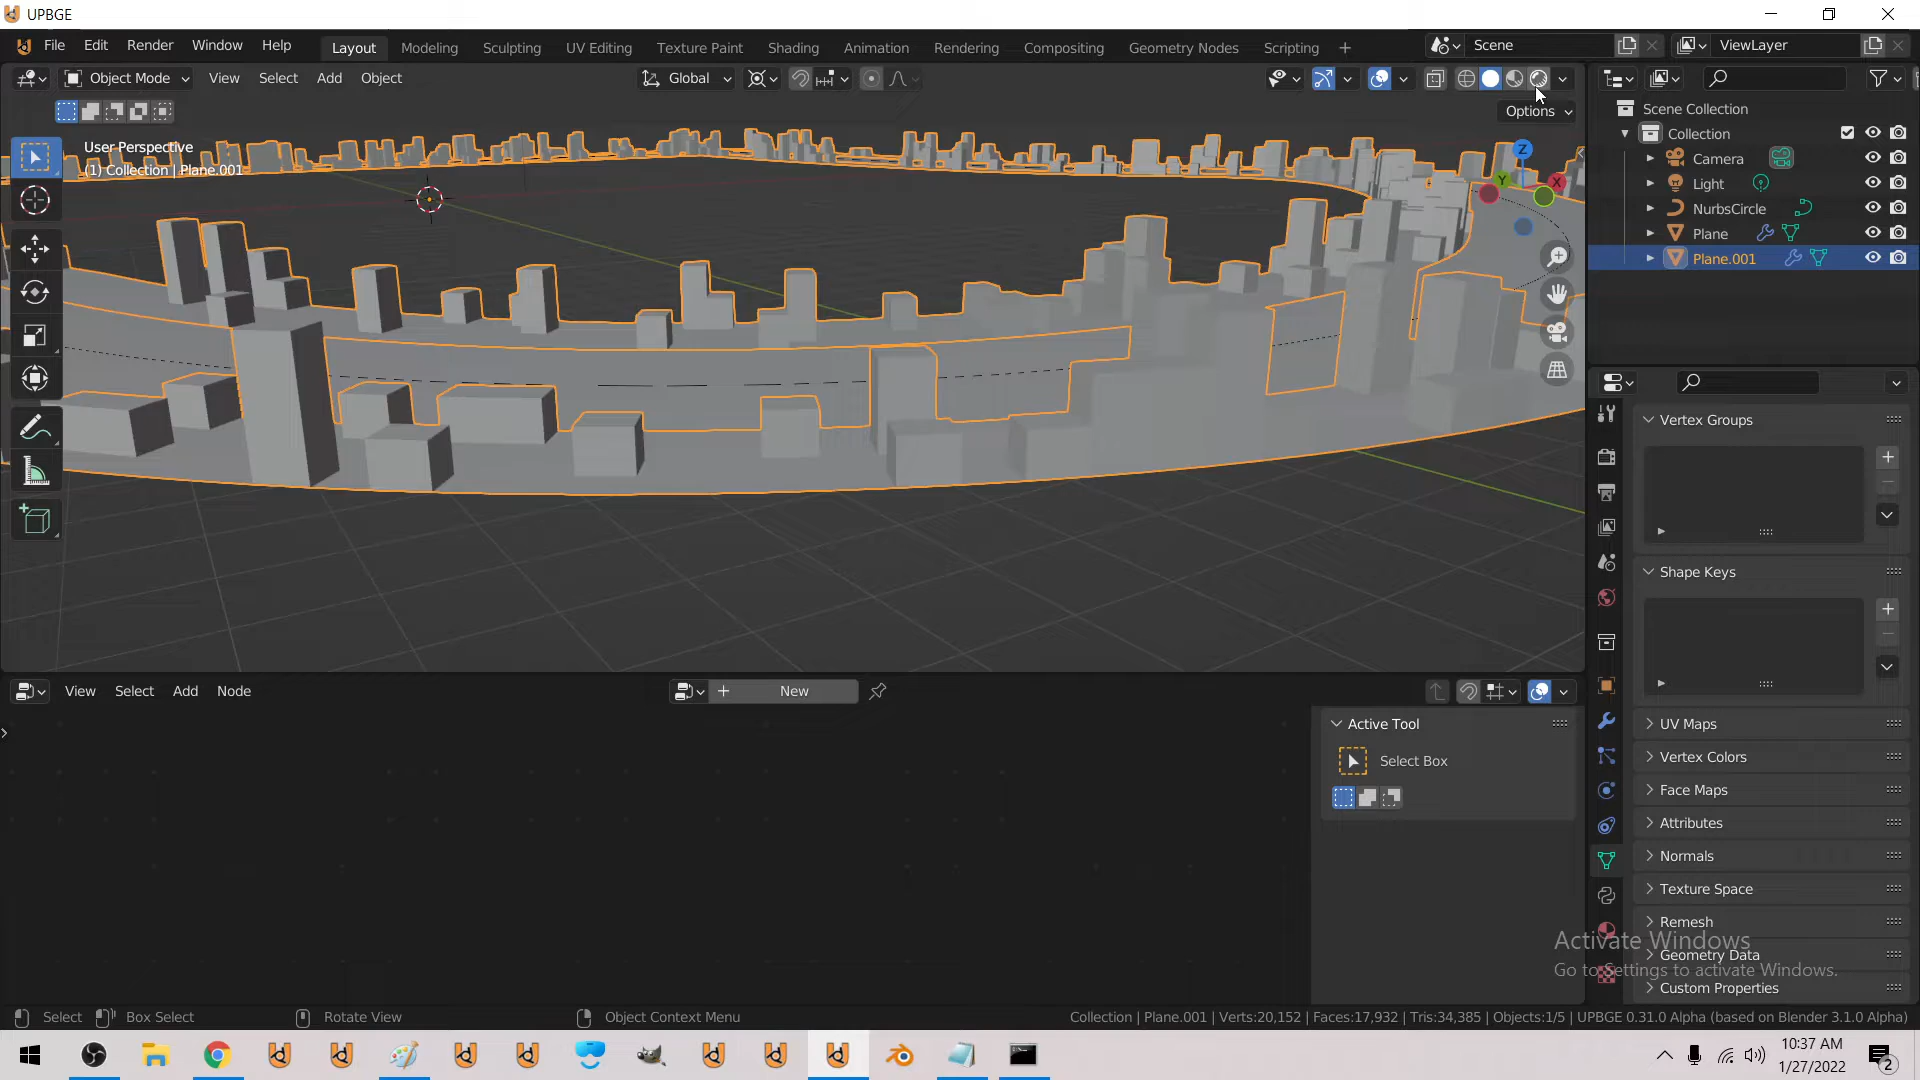 UPBGE
File Edit Render Window Help Layout Modeling Sculpting UV Editing Texture Paint Shading Animation Rendering Compositing Geometry Nodes Scripting + Scene ViewLayer
Object Mode View Select Add Object Global
Options
User Perspective
(1) Collection | Plane.001
Z
Y
X
Scene Collection
Collection
Camera
Light
NurbsCircle
Plane
Plane.001
Vertex Groups
Shape Keys
UV Maps
Vertex Colors
Face Maps
Attributes
Normals
Texture Space
Remesh
Geometry Data
Custom Properties
View Select Add Node New
Active Tool
Select Box
Activate Windows
Go to Settings to activate Windows.
Select Box Select Rotate View Object Context Menu Collection | Plane.001 | Verts:20,152 | Faces:17,932 | Tris:34,385 | Objects:1/5 | UPBGE 0.31.0 Alpha (based on Blender 3.1.0 Alpha)
10:37 AM
1/27/2022
2